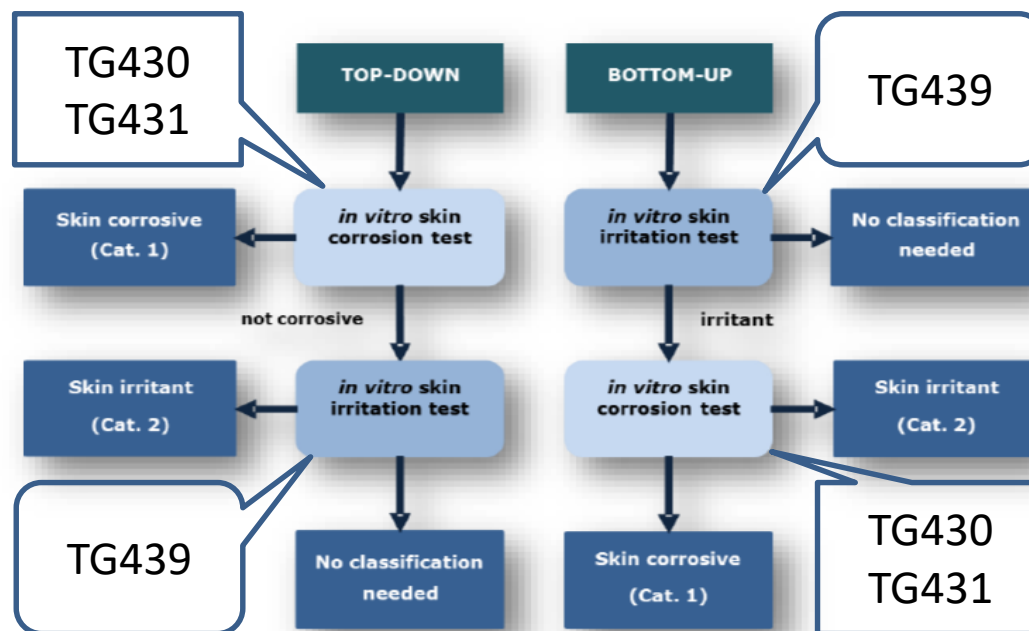 TG430
TG431
TOP-DOWN
BOTTOM-UP
TG439
Skin corrosive
(Cat. 1)
in vitro skin
corrosion test
in vitro skin
irritation test
No classification
needed
not corrosive
irritant
Skin irritant
(Cat. 2)
in vitro skin
irritation test
in vitro skin
corrosion test
Skin irritant
(Cat. 2)
TG439
No classification
needed
Skin corrosive
(Cat. 1)
TG430
TG431